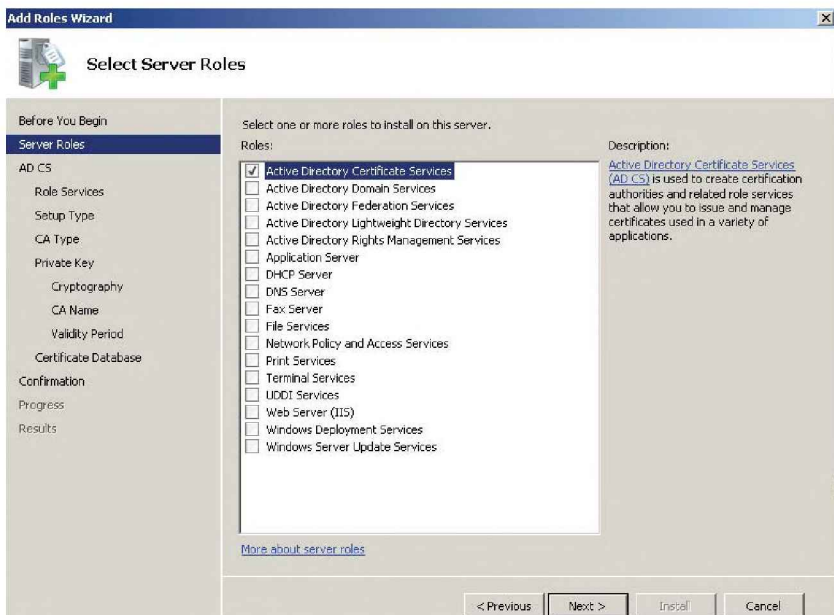 Add Roles Wizard
Select Server Roles
Before You Begin
Server Roles
AD CS
Role Services
Setup Type
CA Type
Private Key
Cryptography
CA Name
Validity Period
Certificate Database
Confirmation
Progress
Results
Select one or more roles to install on this server.
Roles:
Active Directory Certificate Services
Active Directory Domain Services
Active Directory Federation Services
Active Directory Lightweight Directory Services
Active Directory Rights Management Services
Application Server
DHCP Server
DNS Server
Fax Server
File Services
Network Policy and Access Services
Print Services
Terminal Services
UDDI Services
Web Server (IIS)
Windows Deployment Services
Windows Server Update Services
More about server roles
Description:
Active Directory Certificate Services
(AD CS) is used to create certification
authorities and related role services
that allow you to issue and manage
certificates used in a variety of
applications.
< Previous
Next >
Install
Cancel